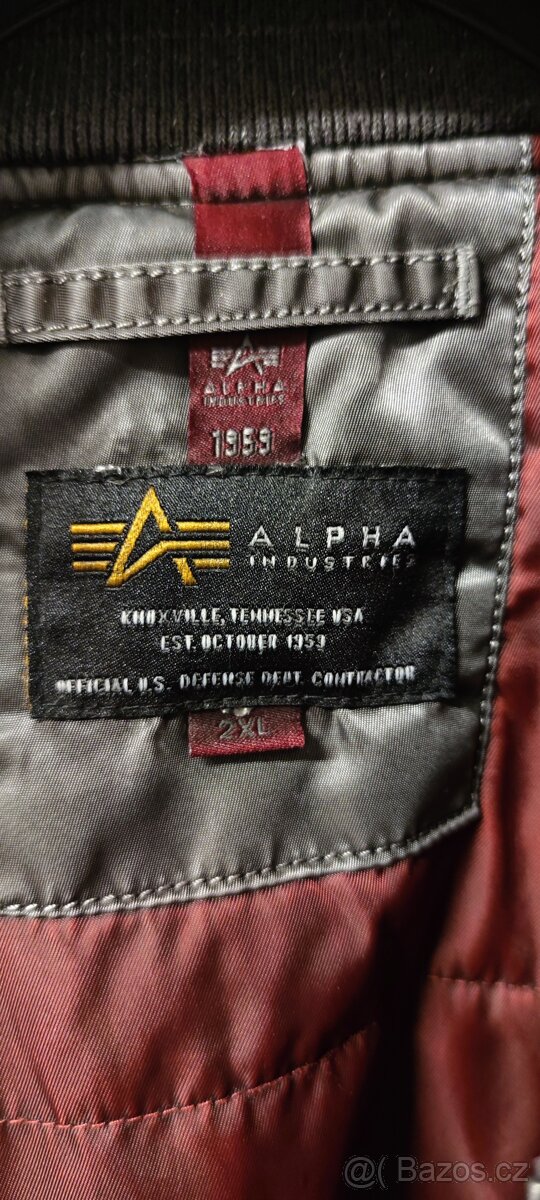 ALPHA
INDUSTRIES
1959
ALPHA
INDUSTRIES
KNOXVILLE, TENNESSEE USA
EST. OCTOBER 1959
OFFICIAL U.S. DEFENSE DEPT. CONTRACTOR
2XL
@( Bazos.cz